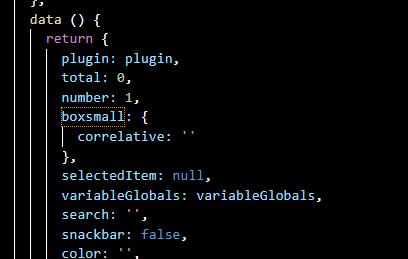 },
data () {
return {
plugin: plugin,
total: 0,
number: 1,
boxsmall: {
correlative: ''
},
selectedItem: null,
variableGlobals: variableGlobals,
search: '',
snackbar: false,
color: '',